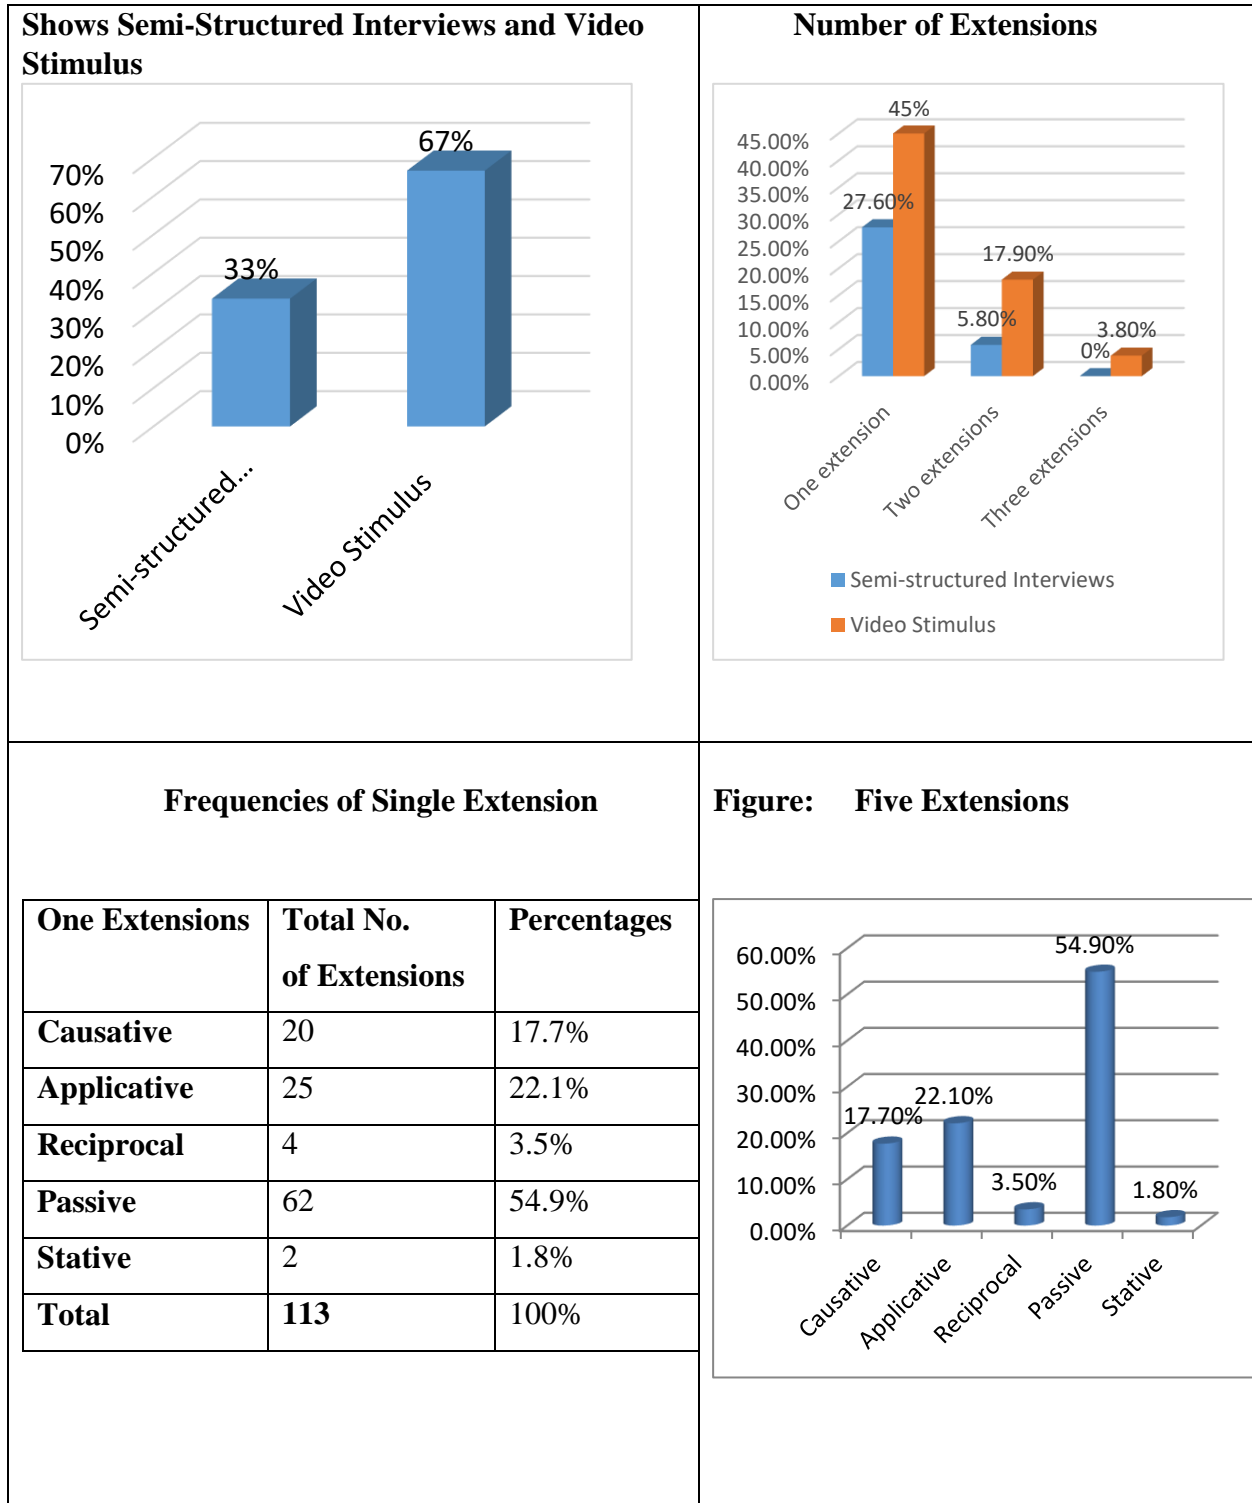 Shows Semi-Structured Interviews and Video
Stimulus
70%
60%
50%
40%
30%
20%
10%
0%
33%
67%
Semi-structured...
Video Stimulus
Number of Extensions
45.00%
40.00%
35.00%
30.00%
25.00%
20.00%
15.00%
10.00%
5.00%
0.00%
27.60%
45%
5.80%
17.90%
0%
3.80%
One extension
Two extensions
Three extensions
Semi-structured Interviews
Video Stimulus
Frequencies of Single Extension
One Extensions Total No. of Extensions Percentages
Causative 20 17.7%
Applicative 25 22.1%
Reciprocal 4 3.5%
Passive 62 54.9%
Stative 2 1.8%
Total 113 100%
Figure: Five Extensions
60.00%
50.00%
40.00%
30.00%
20.00%
10.00%
0.00%
17.70%
22.10%
3.50%
54.90%
1.80%
Causative
Applicative
Reciprocal
Passive
Stative